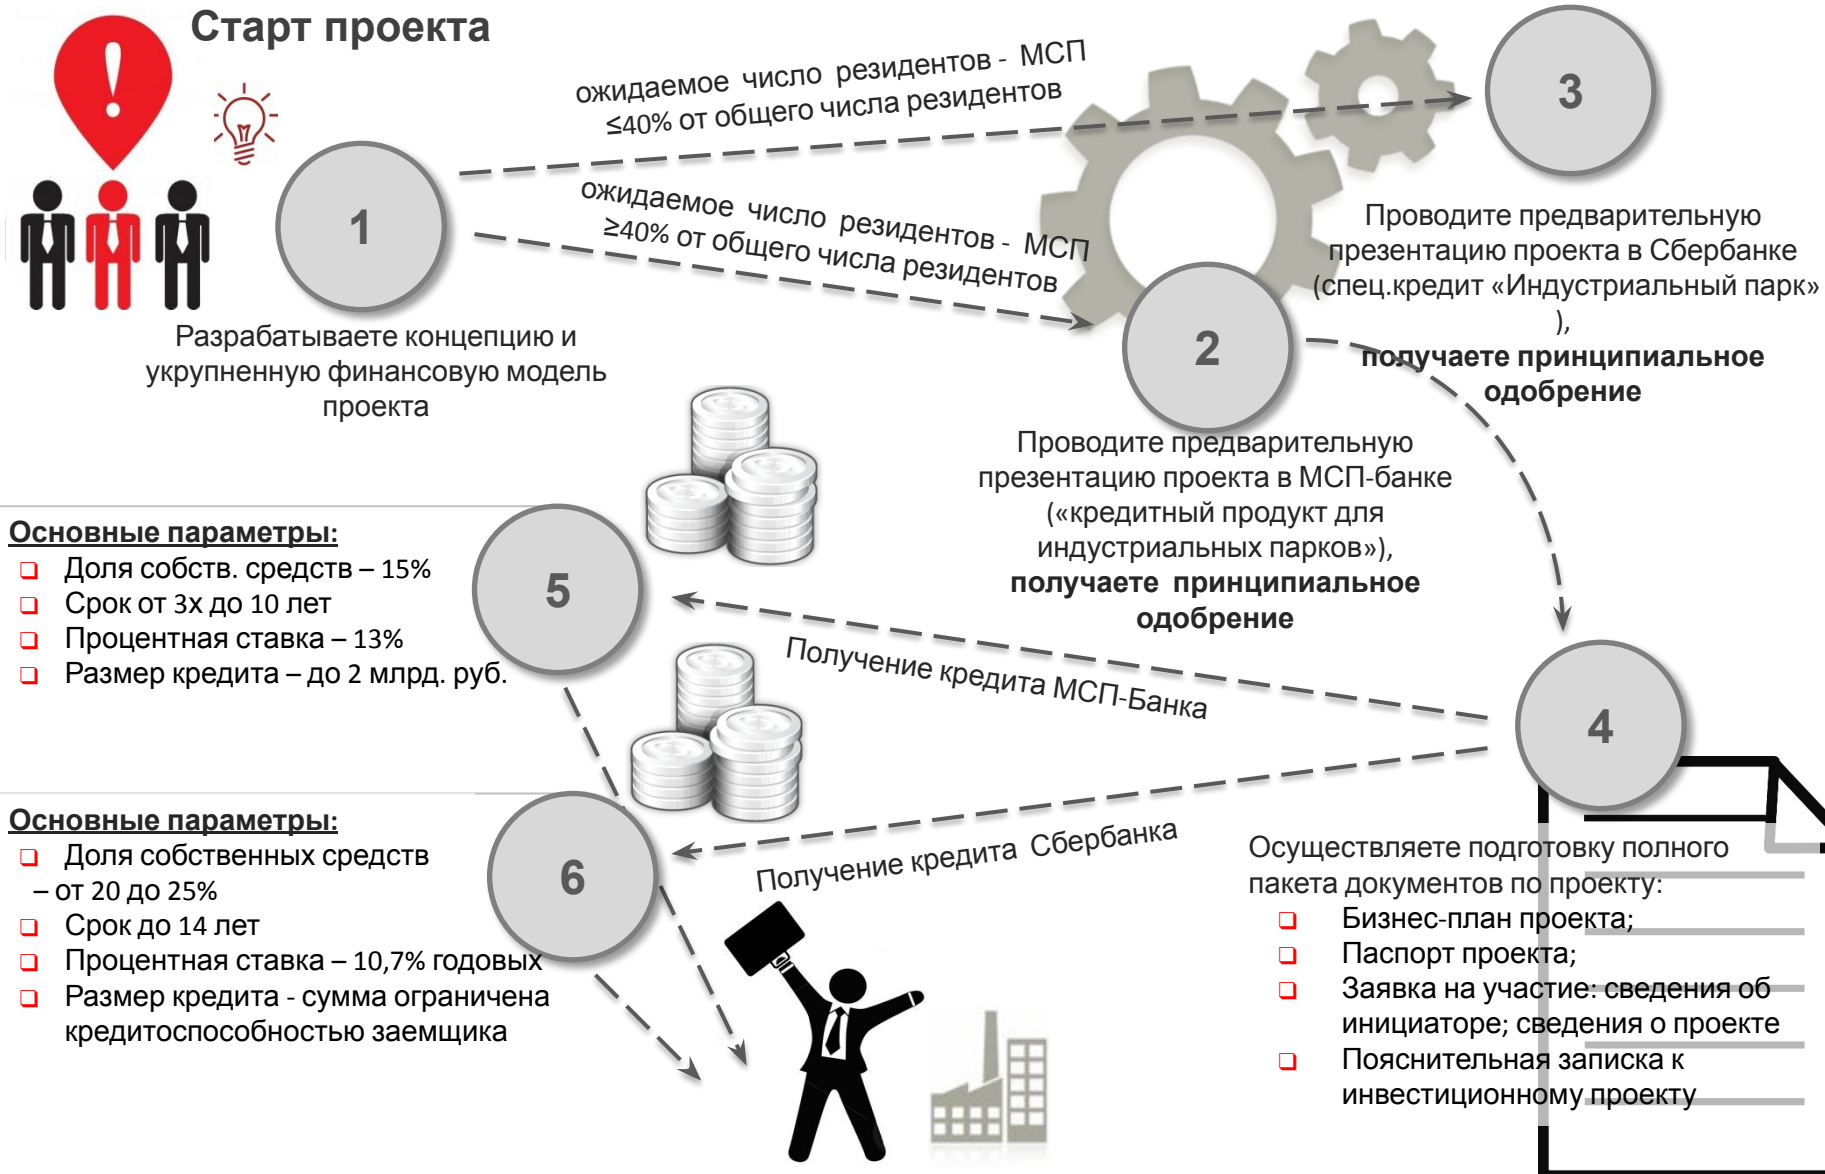 Старт проекта
ожидаемое число резидентов - МСП
≤40% от общего числа резидентов
3
1
ожидаемое число резидентов - МСП
≥40% от общего числа резидентов
Проводите предварительную
презентацию проекта в Сбербанке
(спец.кредит «Индустриальный парк»
),
получаете принципиальное
одобрение
2
Разрабатываете концепцию и
укрупненную финансовую модель
проекта
Проводите предварительную
презентацию проекта в МСП-банке
(«кредитный продукт для
индустриальных парков»),
получаете принципиальное
одобрение
Основные параметры:
❑ Доля собств. средств – 15%
❑ Срок от 3х до 10 лет
❑ Процентная ставка – 13%
❑ Размер кредита – до 2 млрд. руб.
5
Получение кредита МСП-Банка
4
Основные параметры:
❑ Доля собственных средств
– от 20 до 25%
❑ Срок до 14 лет
❑ Процентная ставка – 10,7% годовых
❑ Размер кредита - сумма ограничена
кредитоспособностью заемщика
6
Получение кредита Сбербанка
Осуществляете подготовку полного
пакета документов по проекту:
❑ Бизнес-план проекта;
❑ Паспорт проекта;
❑ Заявка на участие: сведения об
инициаторе; сведения о проекте
❑ Пояснительная записка к
инвестиционному проекту